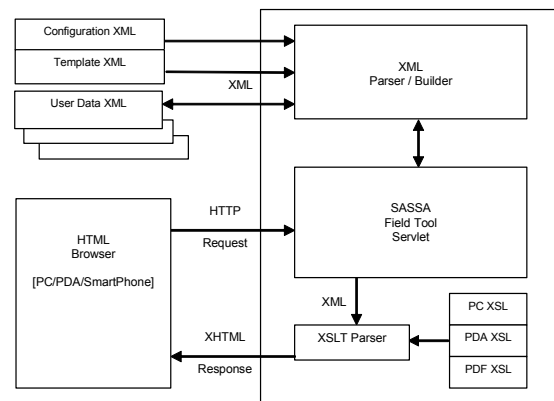 Configuration XML
Template XML
XML
User Data XML
XML
Parser / Builder
HTML
Browser
[PC/PDA/SmartPhone]
HTTP
Request
SASSA
Field Tool
Servlet
XML
XHTML
Response
XSLT Parser
PC XSL
PDA XSL
PDF XSL